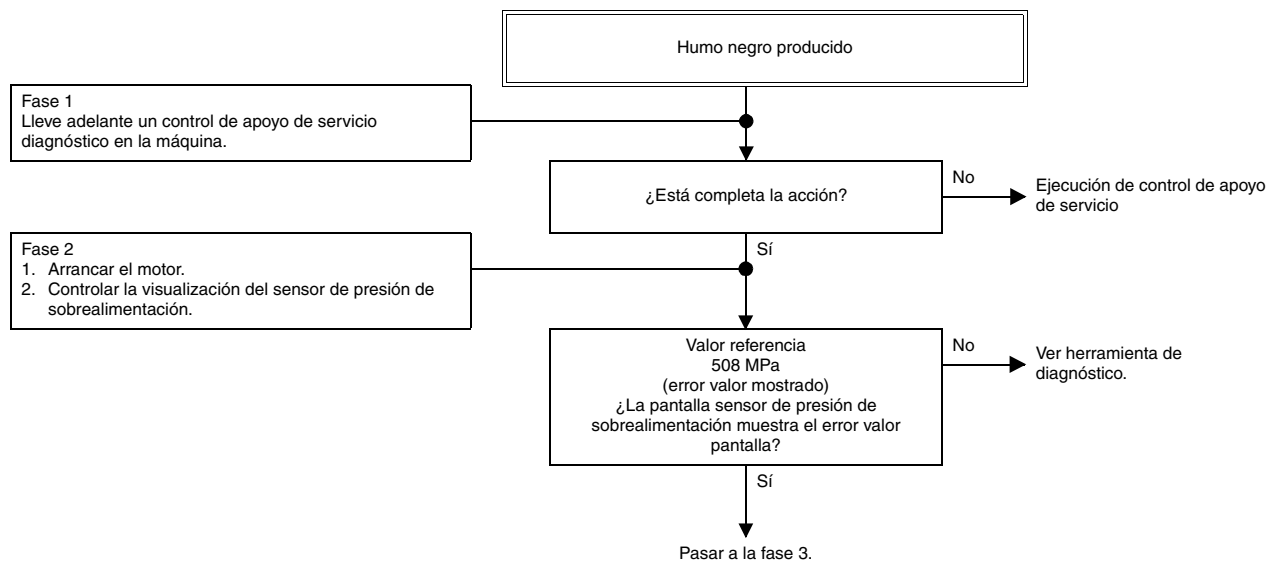 Humo negro producido
Fase 1
Lleve adelante un control de apoyo de servicio
diagnóstico en la máquina.
¿Está completa la acción?
No
Ejecución de control de apoyo
de servicio
Sí
Fase 2
1. Arrancar el motor.
2. Controlar la visualización del sensor de presión de
sobrealimentación.
Valor referencia
508 MPa
(error valor mostrado)
¿La pantalla sensor de presión de
sobrealimentación muestra el error valor
pantalla?
No
Ver herramienta de
diagnóstico.
Sí
Pasar a la fase 3.